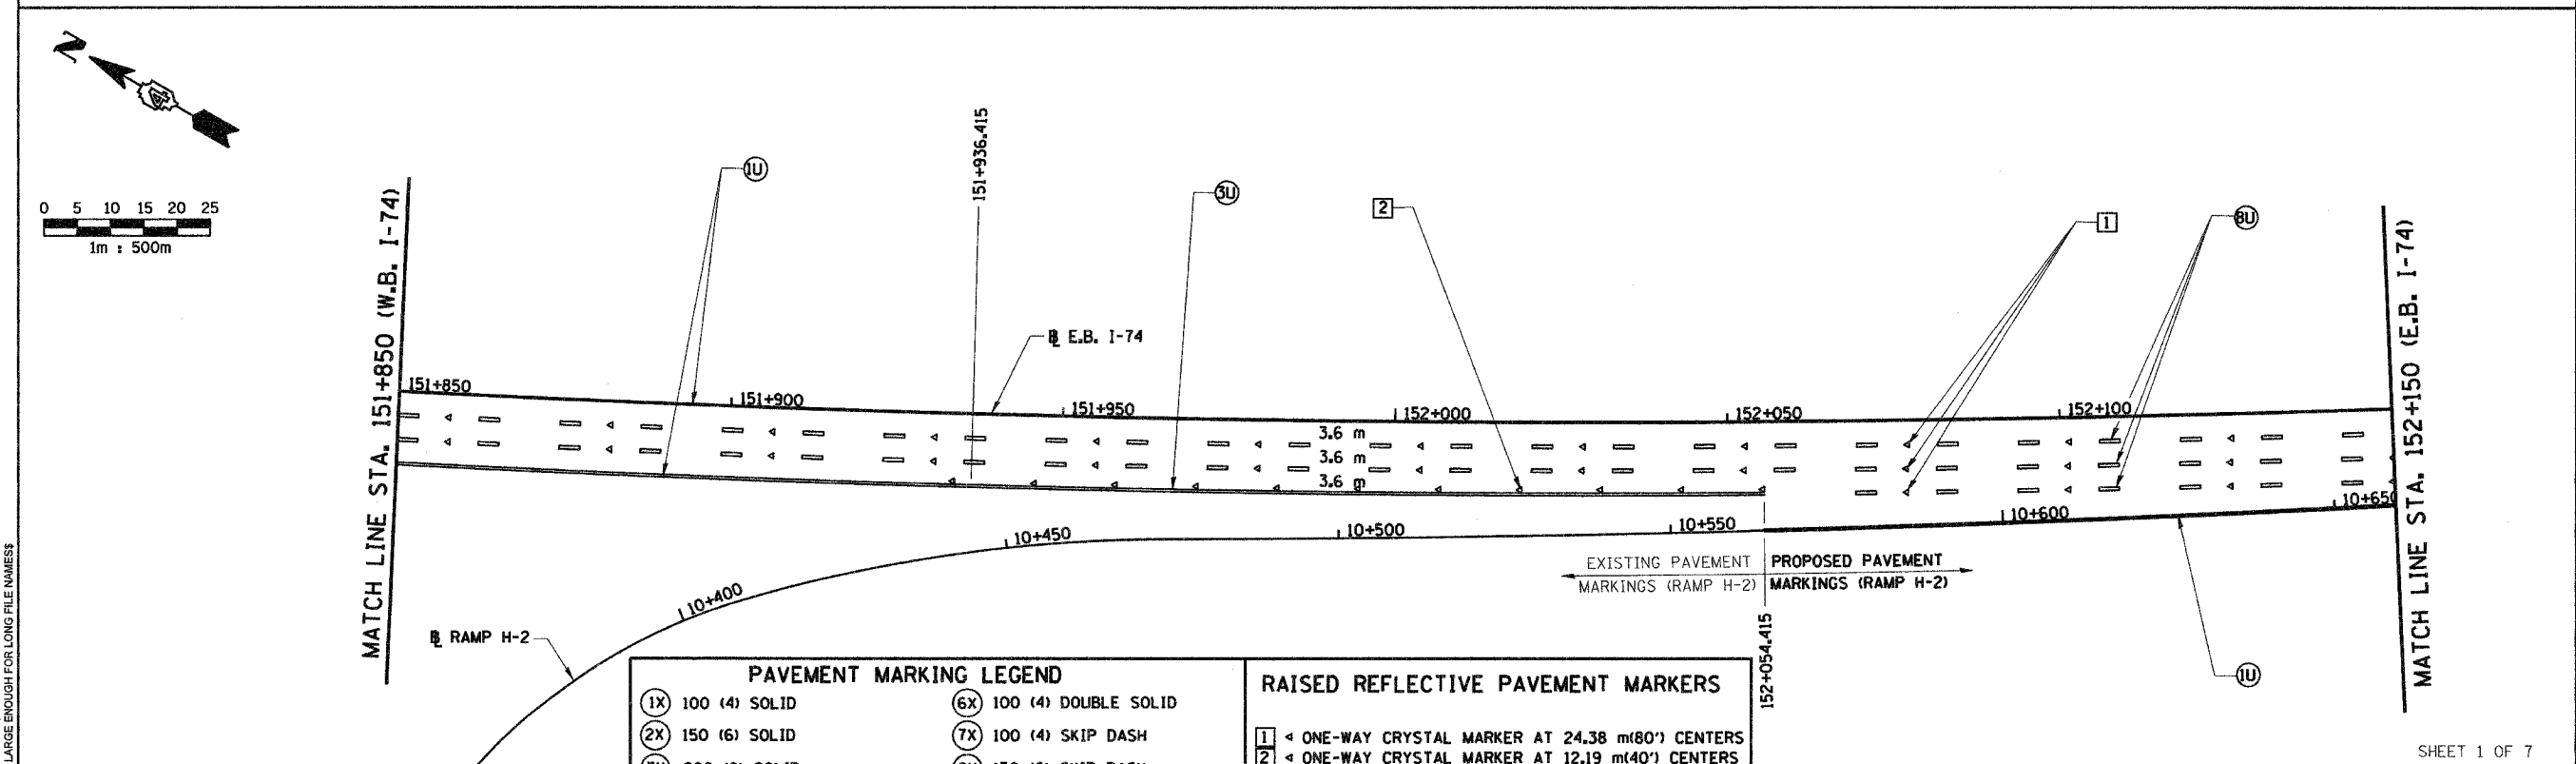 N
4
0 5 10 15 20 25
1m : 500m
MATCH LINE STA. 151+850 (W.B. I-74)
1U
151+936.415
3U
2
1
8U
MATCH LINE STA. 152+150 (E.B. I-74)
℄ E.B. I-74
151+850
151+900
151+950
152+000
152+050
152+100
3.6 m
3.6 m
3.6 m
10+400
10+450
10+500
10+550
10+600
10+650
EXISTING PAVEMENT
MARKINGS (RAMP H-2)
PROPOSED PAVEMENT
MARKINGS (RAMP H-2)
152+054.415
1U
RAMP H-2
PAVEMENT MARKING LEGEND
1X 100 (4) SOLID
2X 150 (6) SOLID
6X 100 (4) DOUBLE SOLID
7X 100 (4) SKIP DASH
RAISED REFLECTIVE PAVEMENT MARKERS
1 ONE-WAY CRYSTAL MARKER AT 24.38 m(80') CENTERS
2 ONE-WAY CRYSTAL MARKER AT 12.19 m(40') CENTERS
SHEET 1 OF 7
LARGE ENOUGH FOR LONG FILE NAMES$